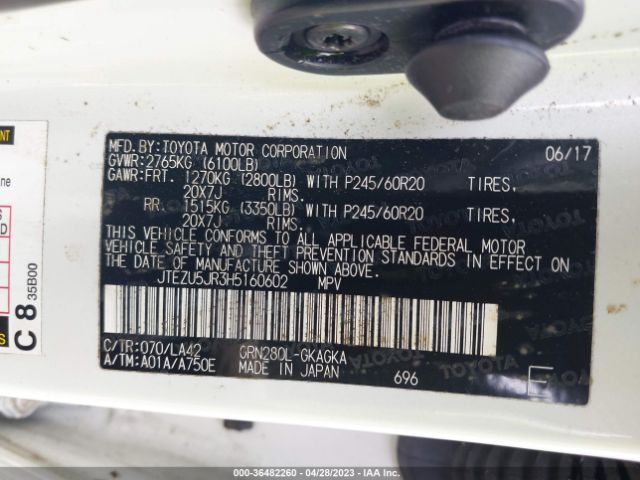 MFD.BY:TOYOTA MOTOR CORPORATION 06/17
GVWR:2765KG (6100LB)
GAWR:FRT. 1270KG (2800LB) WITH P245/60R20 TIRES,
20X7J RIMS.
RR. 1515KG (3350LB) WITH P245/60R20 TIRES,
20X7J RIMS.
THIS VEHICLE CONFORMS TO ALL APPLICABLE FEDERAL MOTOR
VEHICLE SAFETY AND THEFT PREVENTION STANDARDS IN EFFECT ON
THE DATE OF MANUFACTURE SHOWN ABOVE.
JTEZU5JR3H5160602 MPV
C/TR:070/LA42 GRN280L-GKAGKA
A/TM:A01A/A750E MADE IN JAPAN 696 E
C 8 35B00
000-36482260 - 04/28/2023 - IAA Inc.